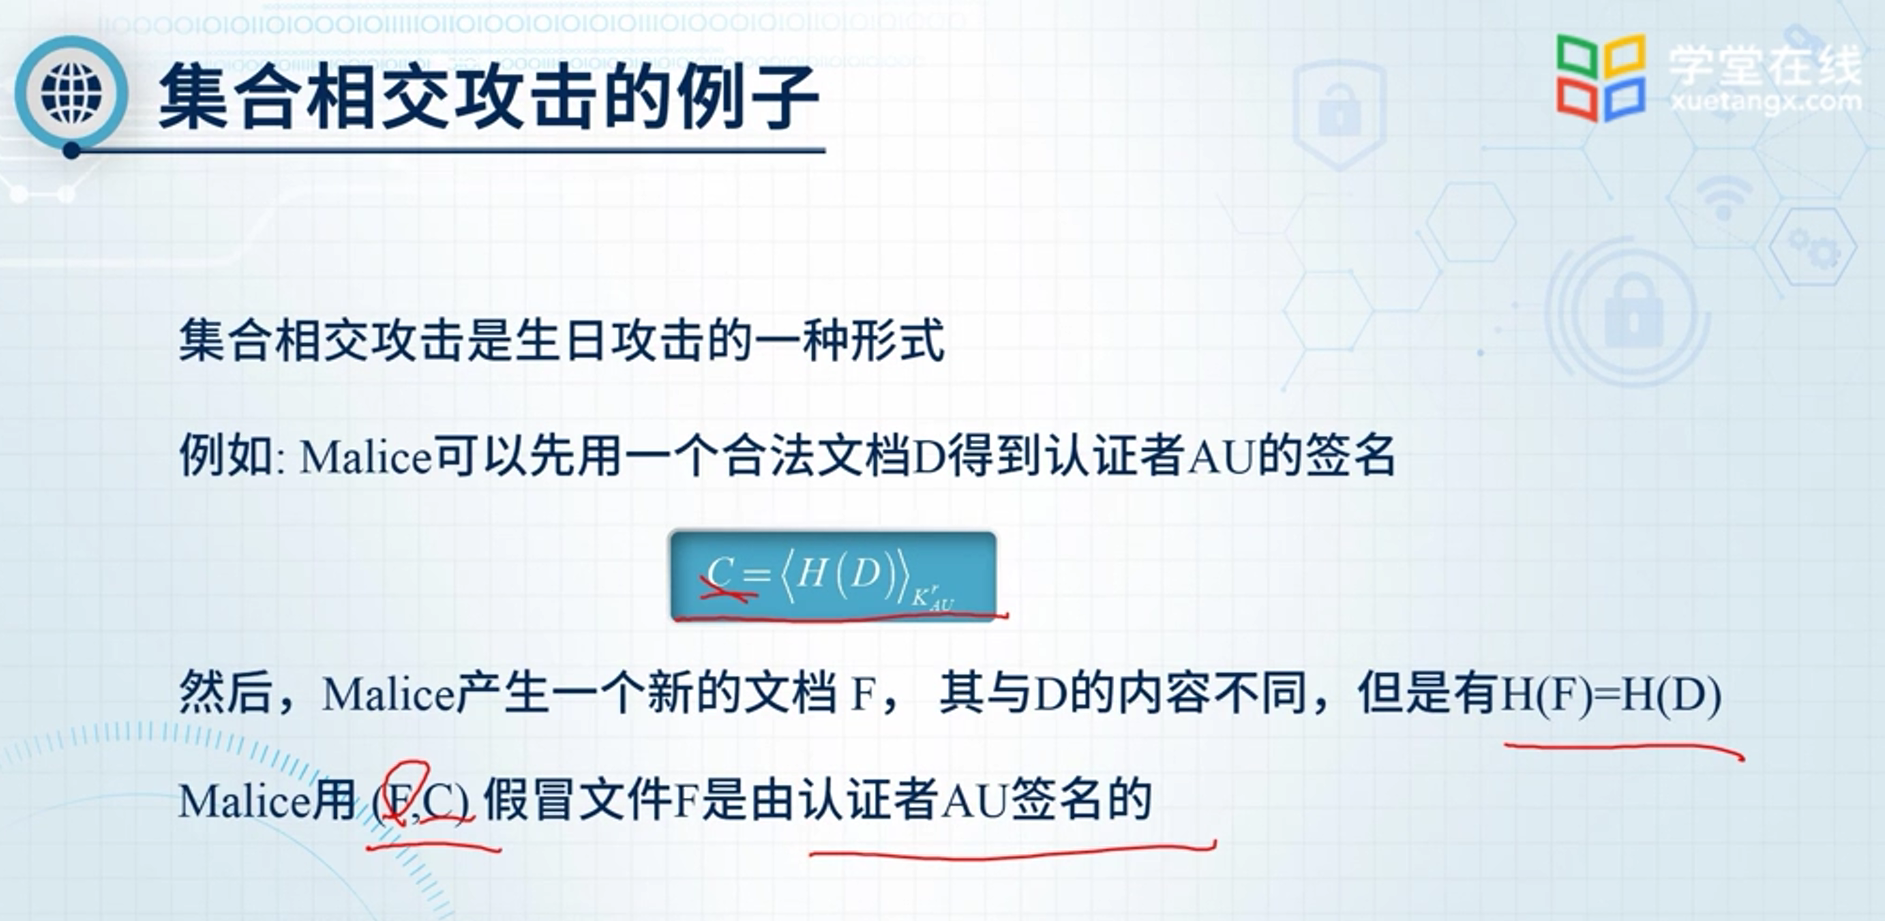 集合相交攻击的例子
学堂在线
xuetangx.com
集合相交攻击是生日攻击的一种形式
例如: Malice可以先用一个合法文档D得到认证者AU的签名
C=⟨H(D)⟩_{K^r_{AU}}
然后，Malice产生一个新的文档 F， 其与D的内容不同，但是有H(F)=H(D)
Malice用 (F,C) 假冒文件F是由认证者AU签名的